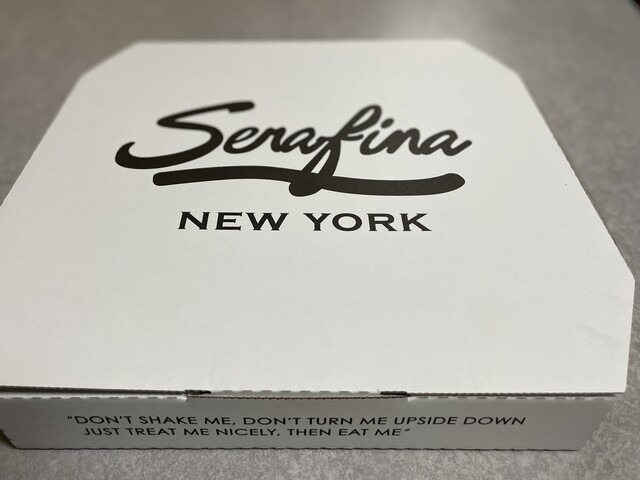 Serafina
NEW YORK
"DON'T SHAKE ME, DON'T TURN ME UPSIDE DOWN
JUST TREAT ME NICELY, THEN EAT ME"